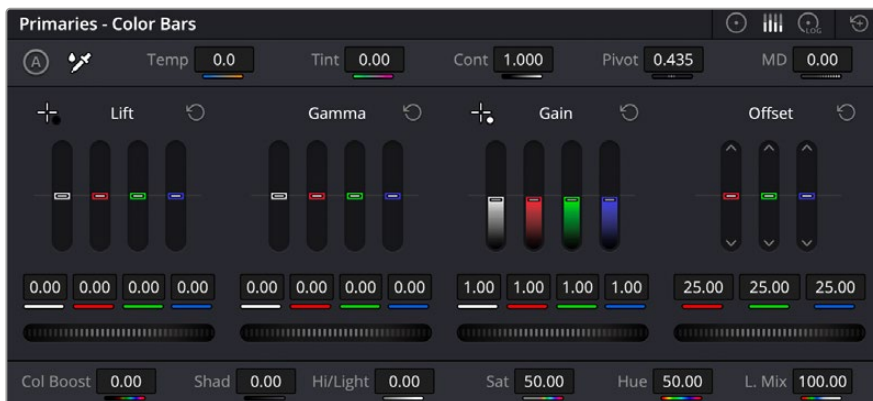 Primaries - Color Bars
LOG
A Temp 0.0 Tint 0.00 Cont 1.000 Pivot 0.435 MD 0.00
Lift Gamma Gain Offset
0.00 0.00 0.00 0.00 0.00 0.00 0.00 0.00 1.00 1.00 1.00 1.00 25.00 25.00 25.00
Col Boost 0.00 Shad 0.00 Hi/Light 0.00 Sat 50.00 Hue 50.00 L. Mix 100.00